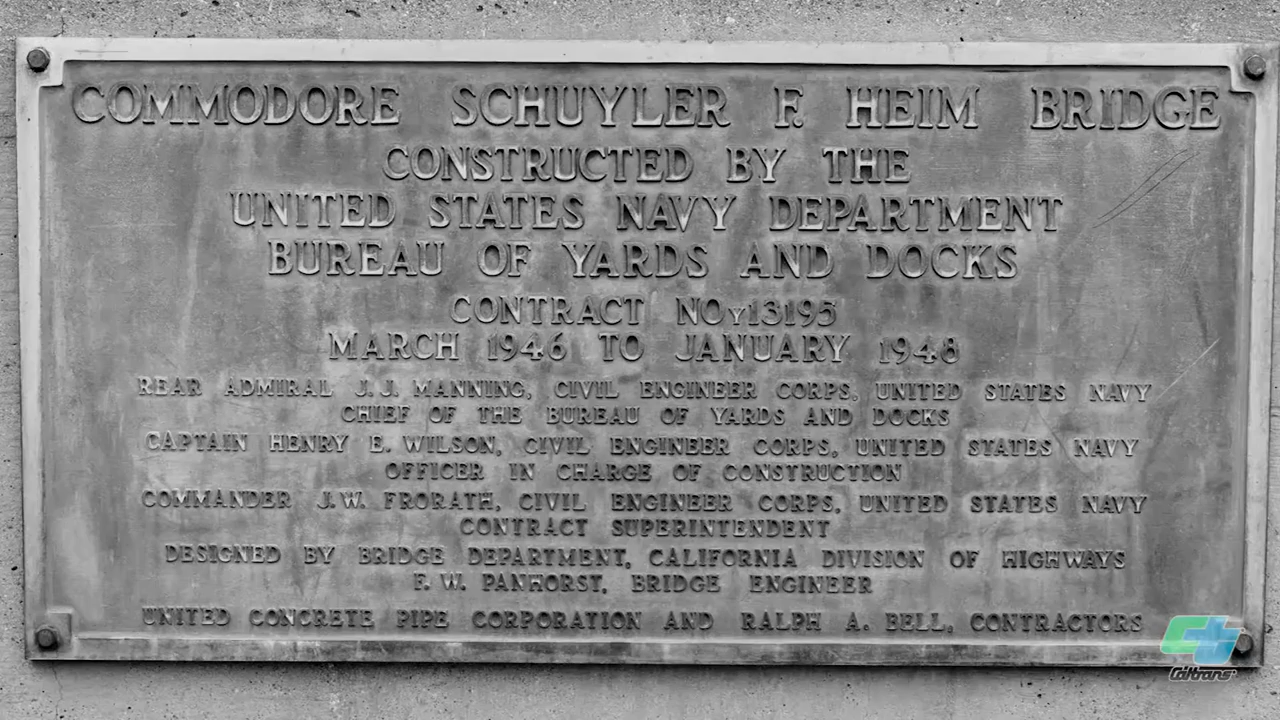 COMMODORE SCHUYLER F. HEIM BRIDGE
CONSTRUCTED BY THE
UNITED STATES NAVY DEPARTMENT
BUREAU OF YARDS AND DOCKS
CONTRACT NOY13195
MARCH 1946 TO JANUARY 1948
REAR ADMIRAL J. J. MANNING, CIVIL ENGINEER CORPS, UNITED STATES NAVY
CHIEF OF THE BUREAU OF YARDS AND DOCKS
CAPTAIN HENRY E. WILSON, CIVIL ENGINEER CORPS, UNITED STATES NAVY
OFFICER IN CHARGE OF CONSTRUCTION
COMMANDER J. W. FRORATH, CIVIL ENGINEER CORPS, UNITED STATES NAVY
CONTRACT SUPERINTENDENT
DESIGNED BY BRIDGE DEPARTMENT, CALIFORNIA DIVISION OF HIGHWAYS
F. W. PANHORST, BRIDGE ENGINEER
UNITED CONCRETE PIPE CORPORATION AND RALPH A. BELL, CONTRACTORS
Caltrans